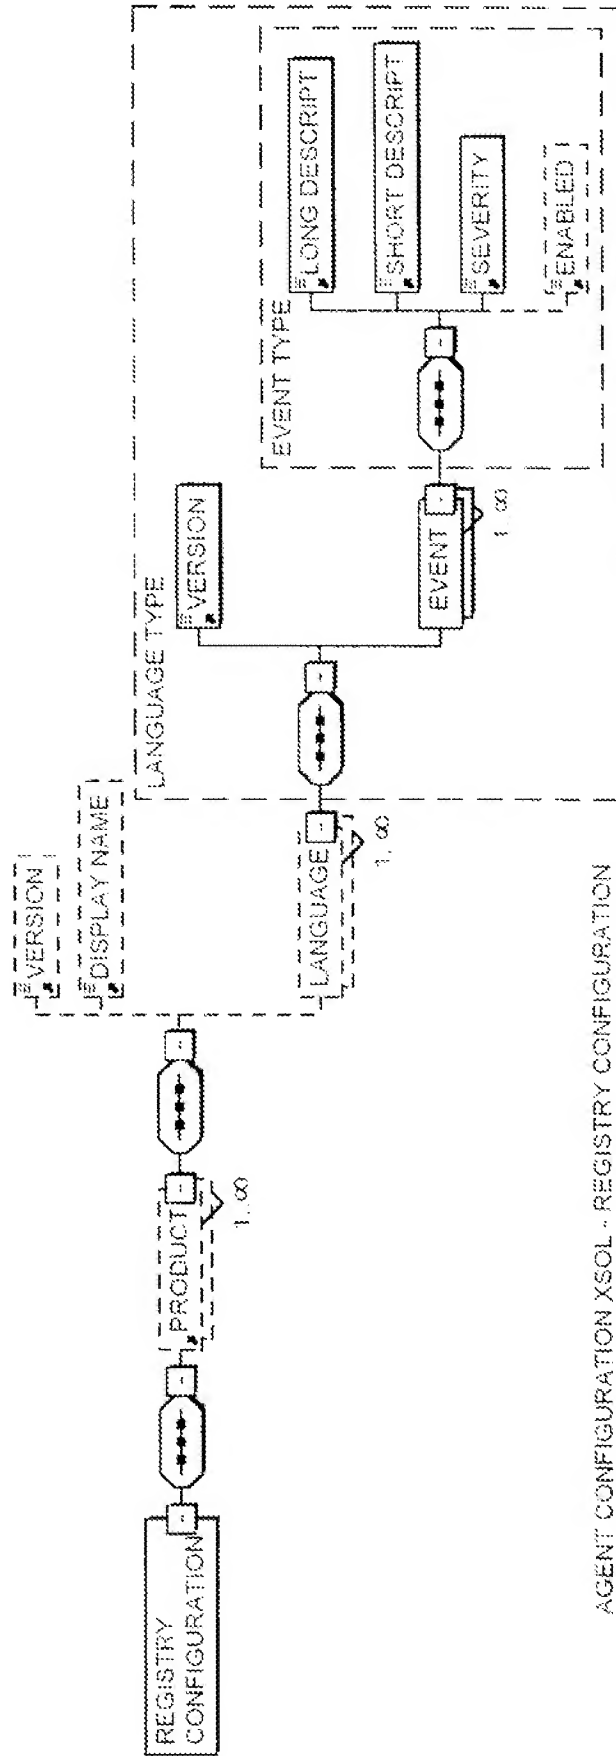 REGISTRY
CONFIGURATION
PRODUCT
1..∞
VERSION
DISPLAY NAME
LANGUAGE
1..∞
LANGUAGE TYPE
VERSION
EVENT
1..∞
EVENT TYPE
LONG DESCRIPT
SHORT DESCRIPT
SEVERITY
ENABLED
AGENT CONFIGURATION XSOL - REGISTRY CONFIGURATION